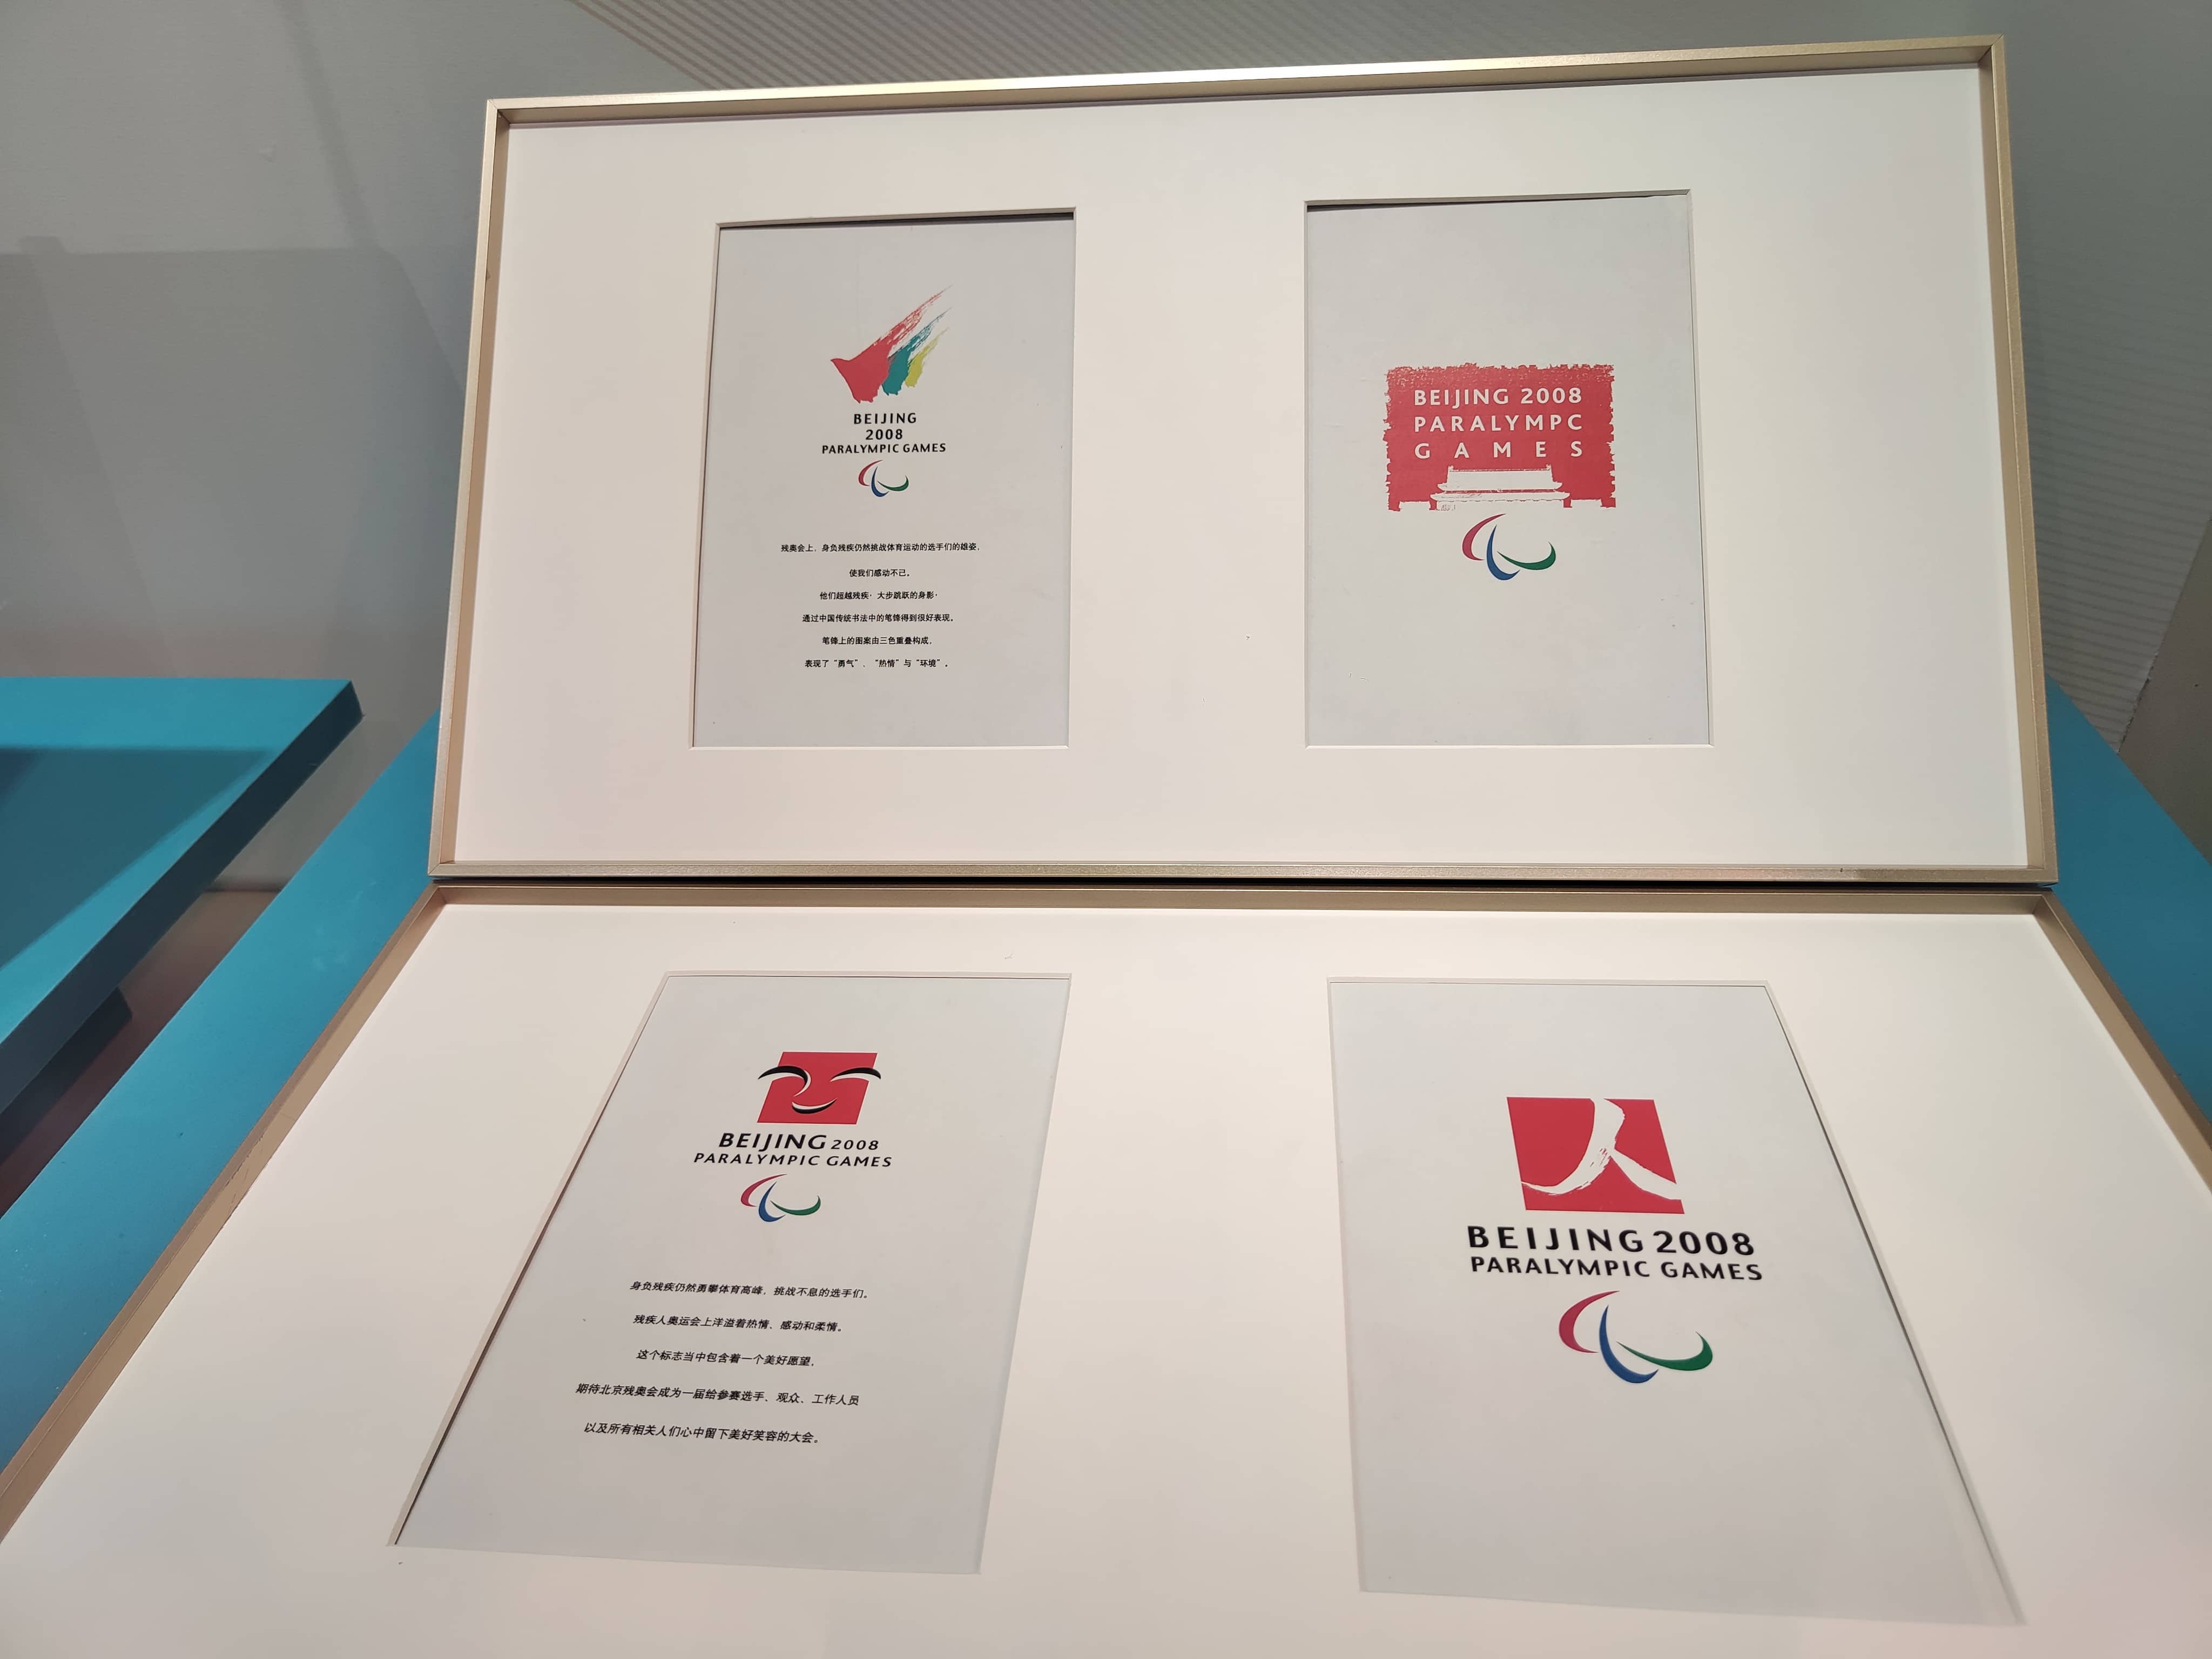 BEIJING
2008
PARALYMPIC GAMES
残奥会上，身负残疾仍然挑战体育运动的选手们的雄姿，
使我们感动不已。
他们超越残疾，大步跳跃的身影，
通过中国传统书法中的笔锋得到很好表现。
笔锋上的图案由三色重叠构成，
表现了“勇气”、“热情”与“环境”。
BEIJING 2008
PARALYMPC
GAMES
BEIJING 2008
PARALYMPIC GAMES
身负残疾仍然勇攀体育高峰，挑战不息的选手们。
残疾人奥运会上洋溢着热情、感动和柔情。
这个标志当中包含着一个美好愿望，
期待北京残奥会成为一届给参赛选手、观众、工作人员
以及所有相关人们心中留下美好笑容的大会。
人
BEIJING 2008
PARALYMPIC GAMES